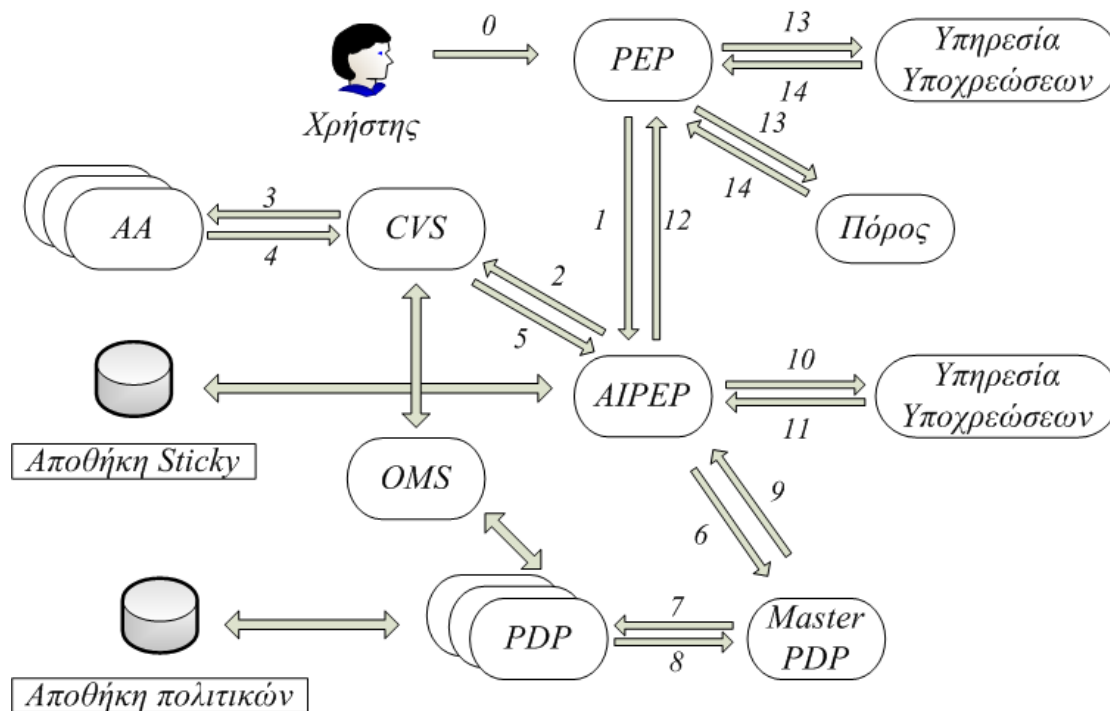 0
13
PEP
Υπηρεσία
Υποχρεώσεων
14
Χρήστης
13
14
3
AA
CVS
4
1
12
Πόρος
2
5
10
AIPEP
Υπηρεσία
Υποχρεώσεων
11
Αποθήκη Sticky
OMS
9
6
7
PDP
Master
PDP
8
Αποθήκη πολιτικών